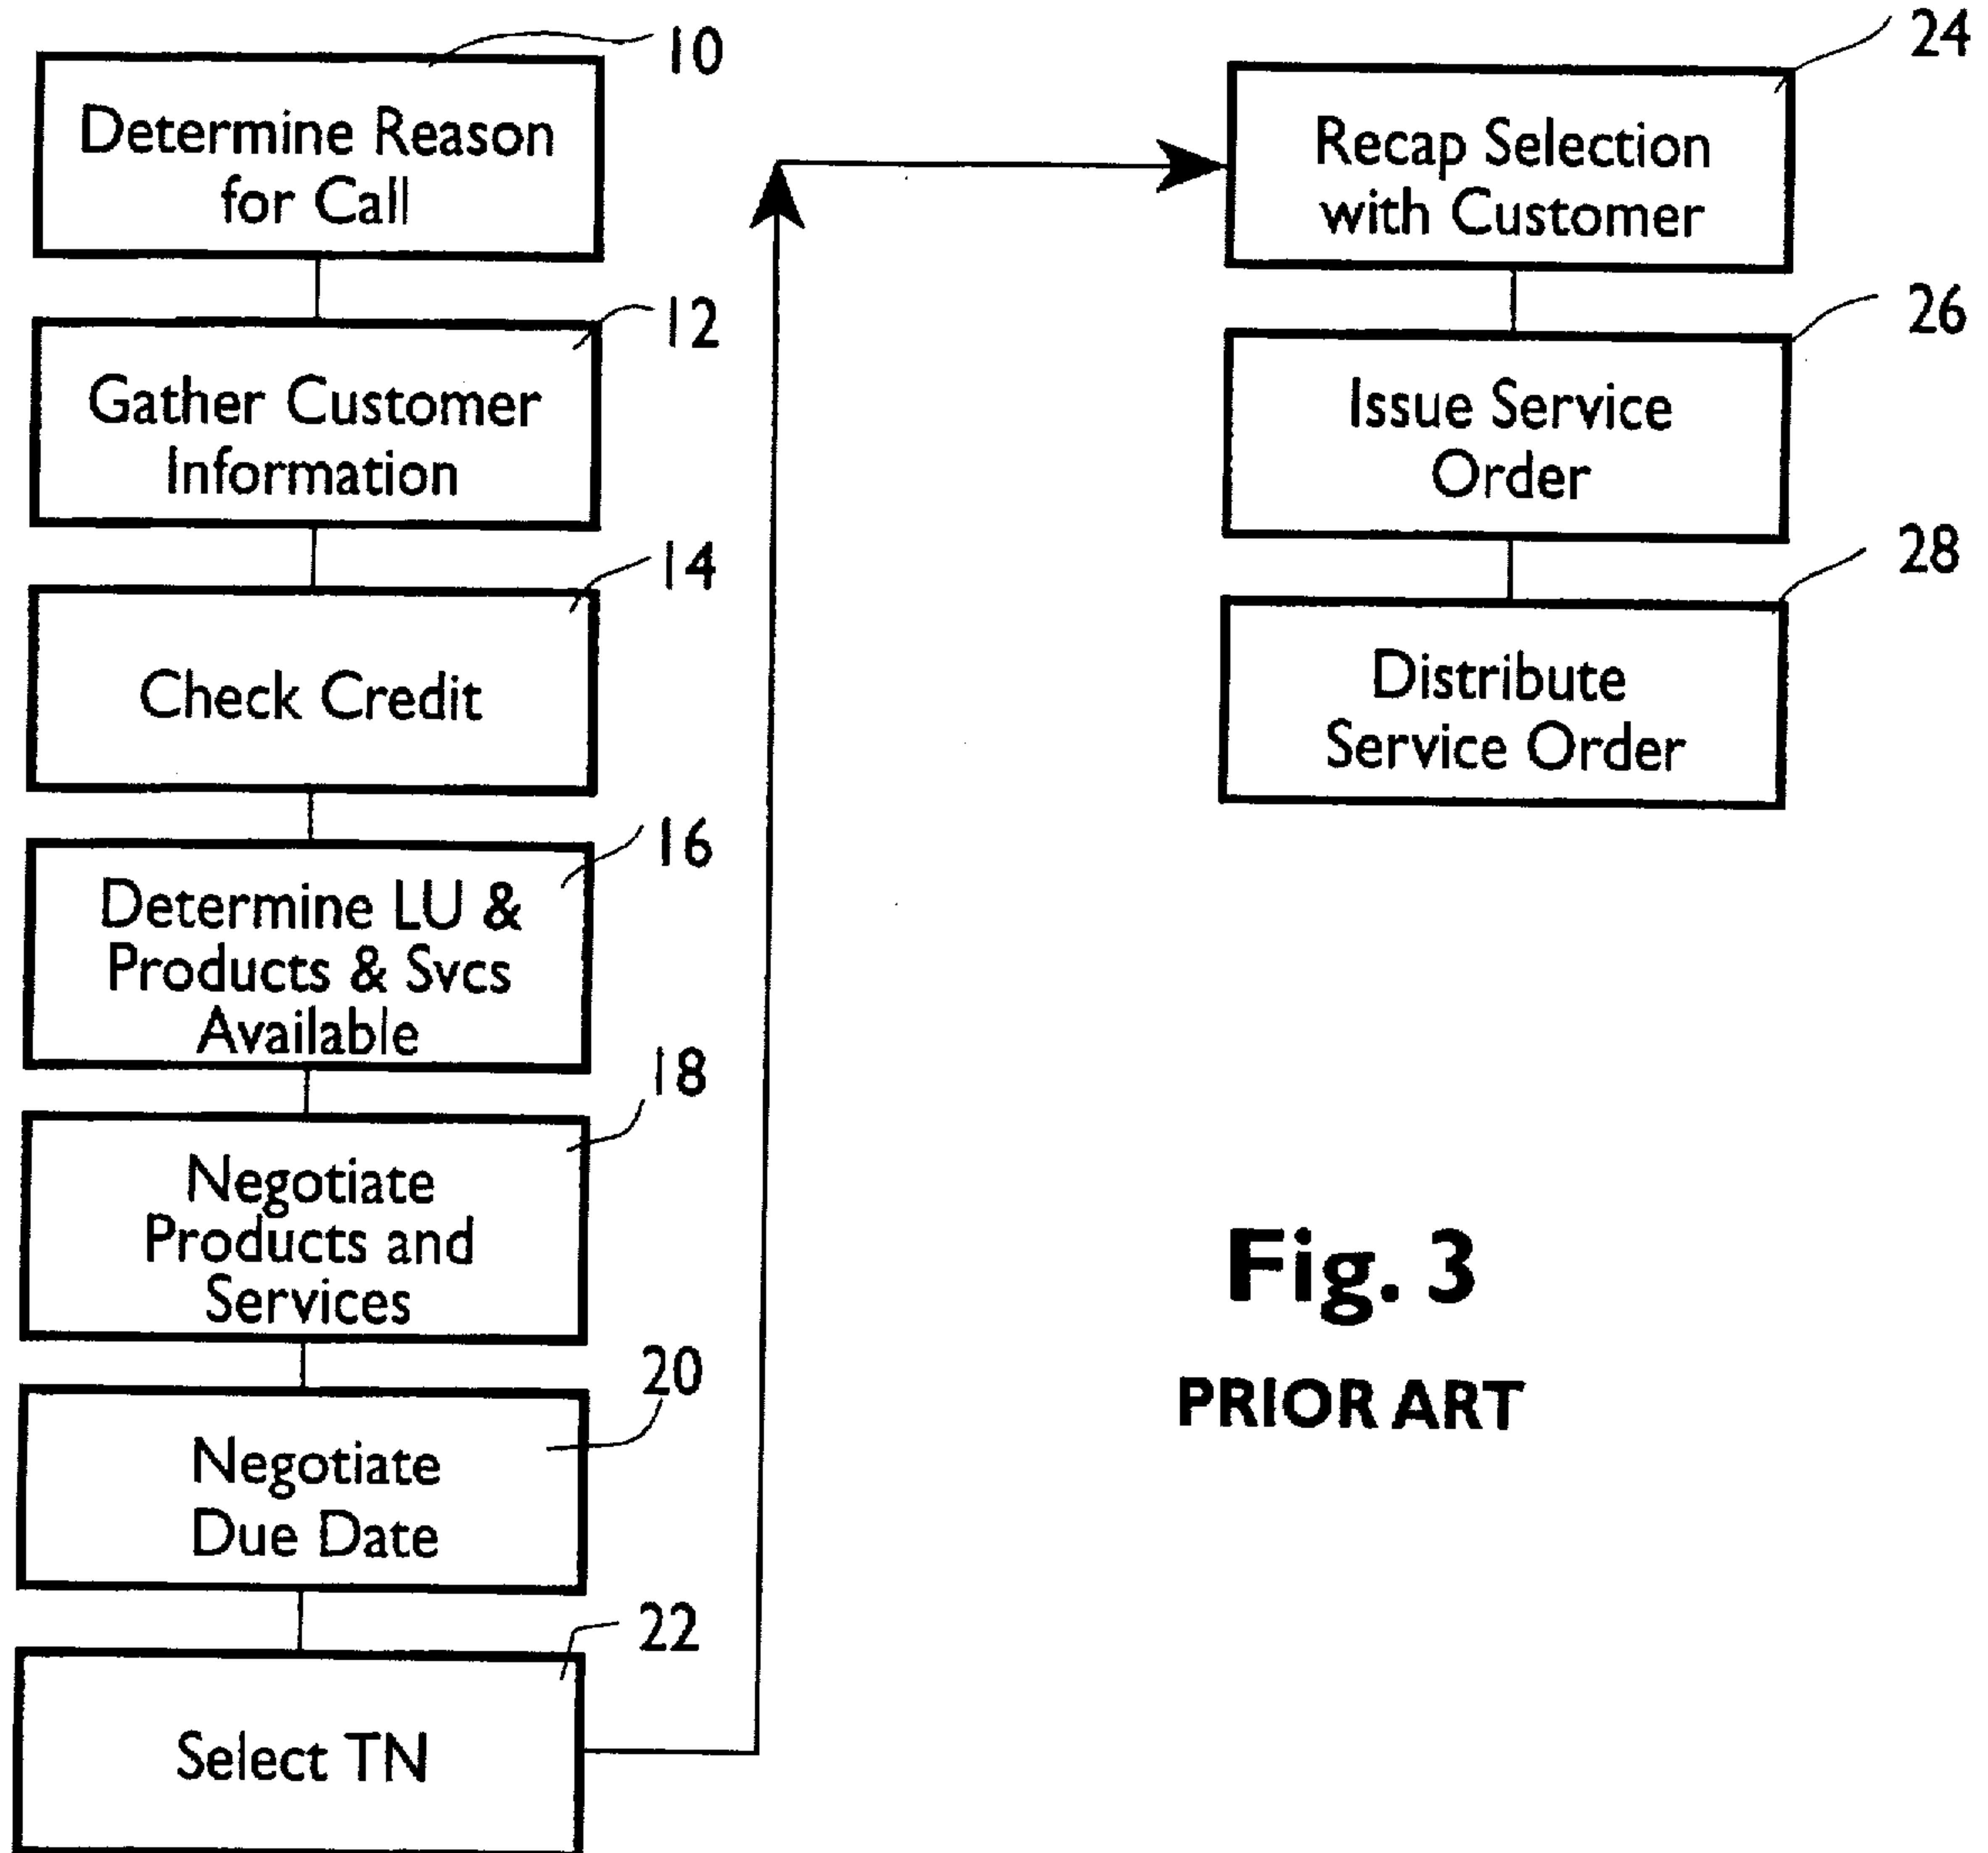 10
Determine Reason
for Call
12
Gather Customer
Information
14
Check Credit
16
Determine LU &
Products & Svcs
Available
18
Negotiate
Products and
Services
20
Negotiate
Due Date
22
Select TN
24
Recap Selection
with Customer
26
Issue Service
Order
28
Distribute
Service Order
Fig. 3
PRIOR ART